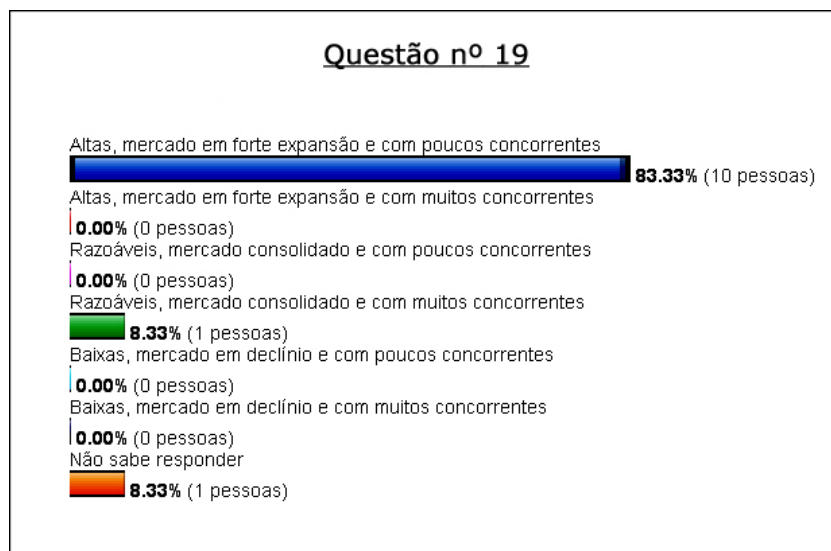 Questão nº 19
Altas, mercado em forte expansão e com poucos concorrentes
83.33% (10 pessoas)
Altas, mercado em forte expansão e com muitos concorrentes
0.00% (0 pessoas)
Razoáveis, mercado consolidado e com poucos concorrentes
0.00% (0 pessoas)
Razoáveis, mercado consolidado e com muitos concorrentes
8.33% (1 pessoas)
Baixas, mercado em declínio e com poucos concorrentes
0.00% (0 pessoas)
Baixas, mercado em declínio e com muitos concorrentes
0.00% (0 pessoas)
Não sabe responder
8.33% (1 pessoas)